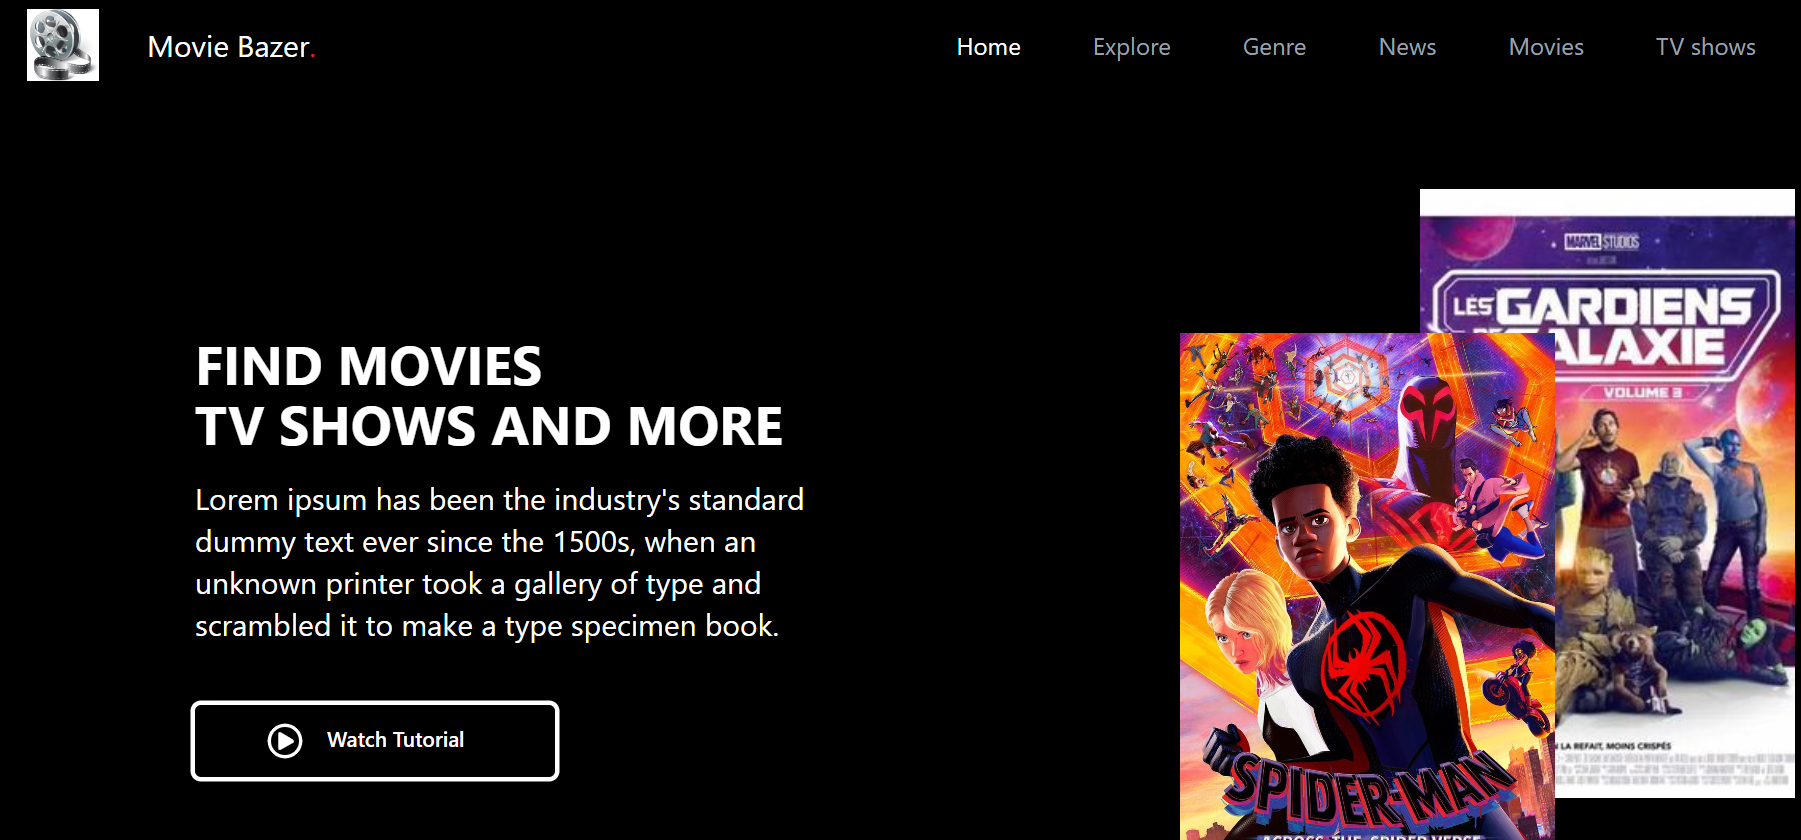 Movie Bazer.
Home
Explore
Genre
News
Movies
TV shows
FIND MOVIES
TV SHOWS AND MORE
Lorem ipsum has been the industry's standard
dummy text ever since the 1500s, when an
unknown printer took a gallery of type and
scrambled it to make a type specimen book.
Watch Tutorial
MARVEL STUDIOS
LES GARDIENS
ALAXIE
VOLUME 3
LA REFAIT, MOINS CRISPÉS
SPIDER-MAN
ACROSS THE SPIDER-VERSE